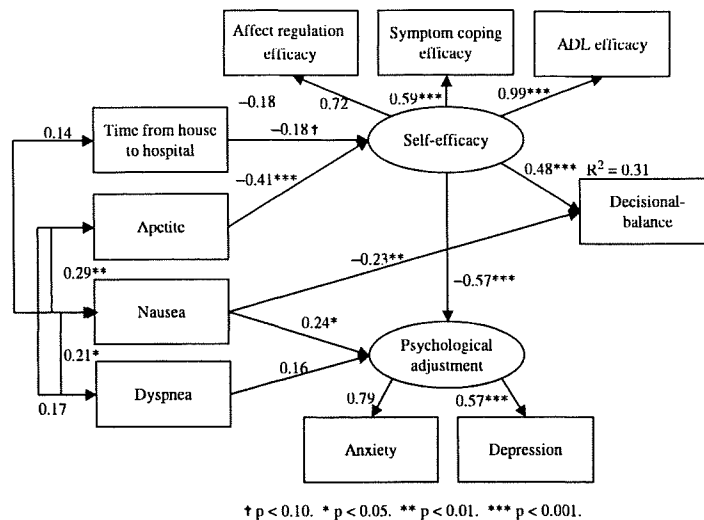 Affect regulation
efficacy
Symptom coping
efficacy
ADL efficacy
−0.18
0.72
0.59***
0.99***
0.14
Time from house
to hospital
−0.18†
Self-efficacy
−0.41***
0.48***
R² = 0.31
Decisional-
balance
Apetite
0.29**
−0.23**
−0.57***
Nausea
0.24*
0.21*
Psychological
adjustment
Dyspnea
0.16
0.17
0.79
0.57***
Anxiety
Depression
† p < 0.10. * p < 0.05. ** p < 0.01. *** p < 0.001.